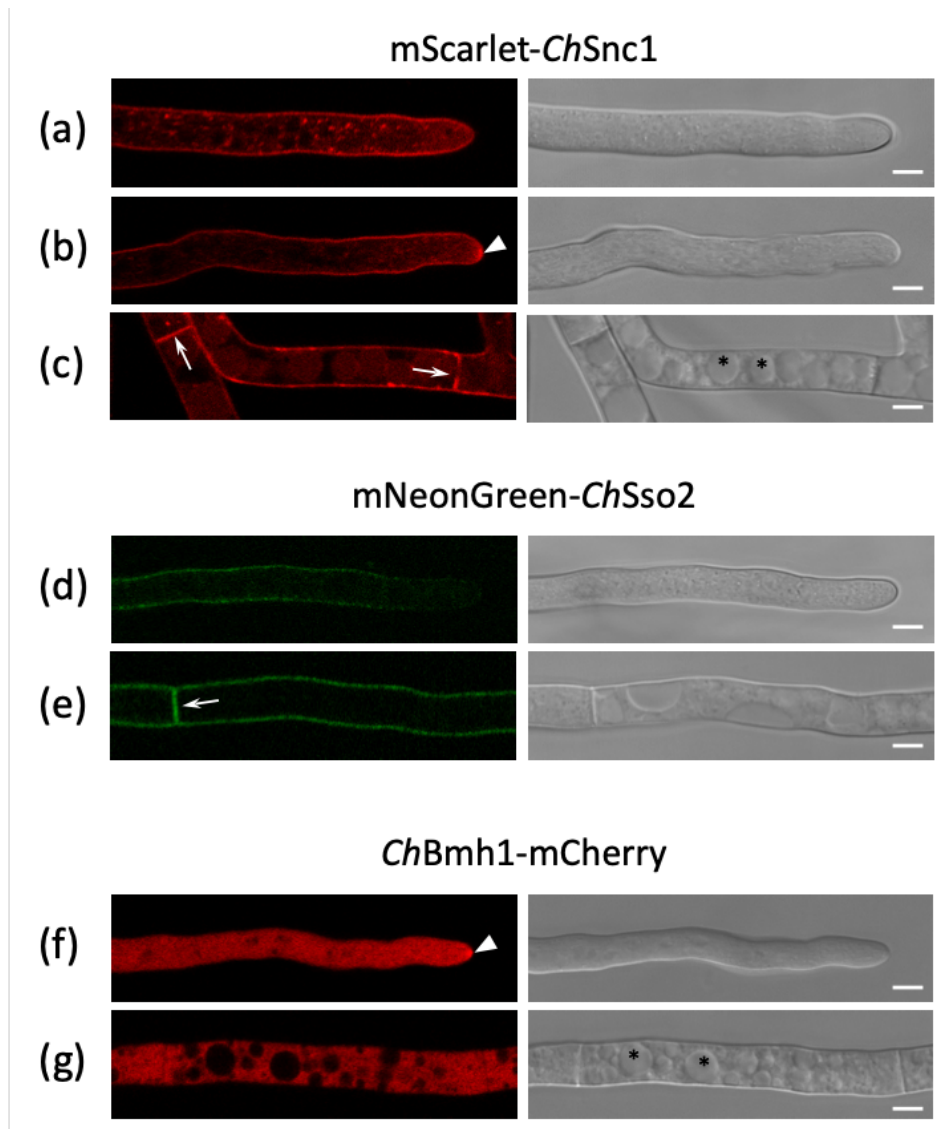 mScarlet-ChSnc1
(a)
(b)
(c)
* *
mNeonGreen-ChSso2
(d)
(e)
ChBmh1-mCherry
(f)
(g)
* *